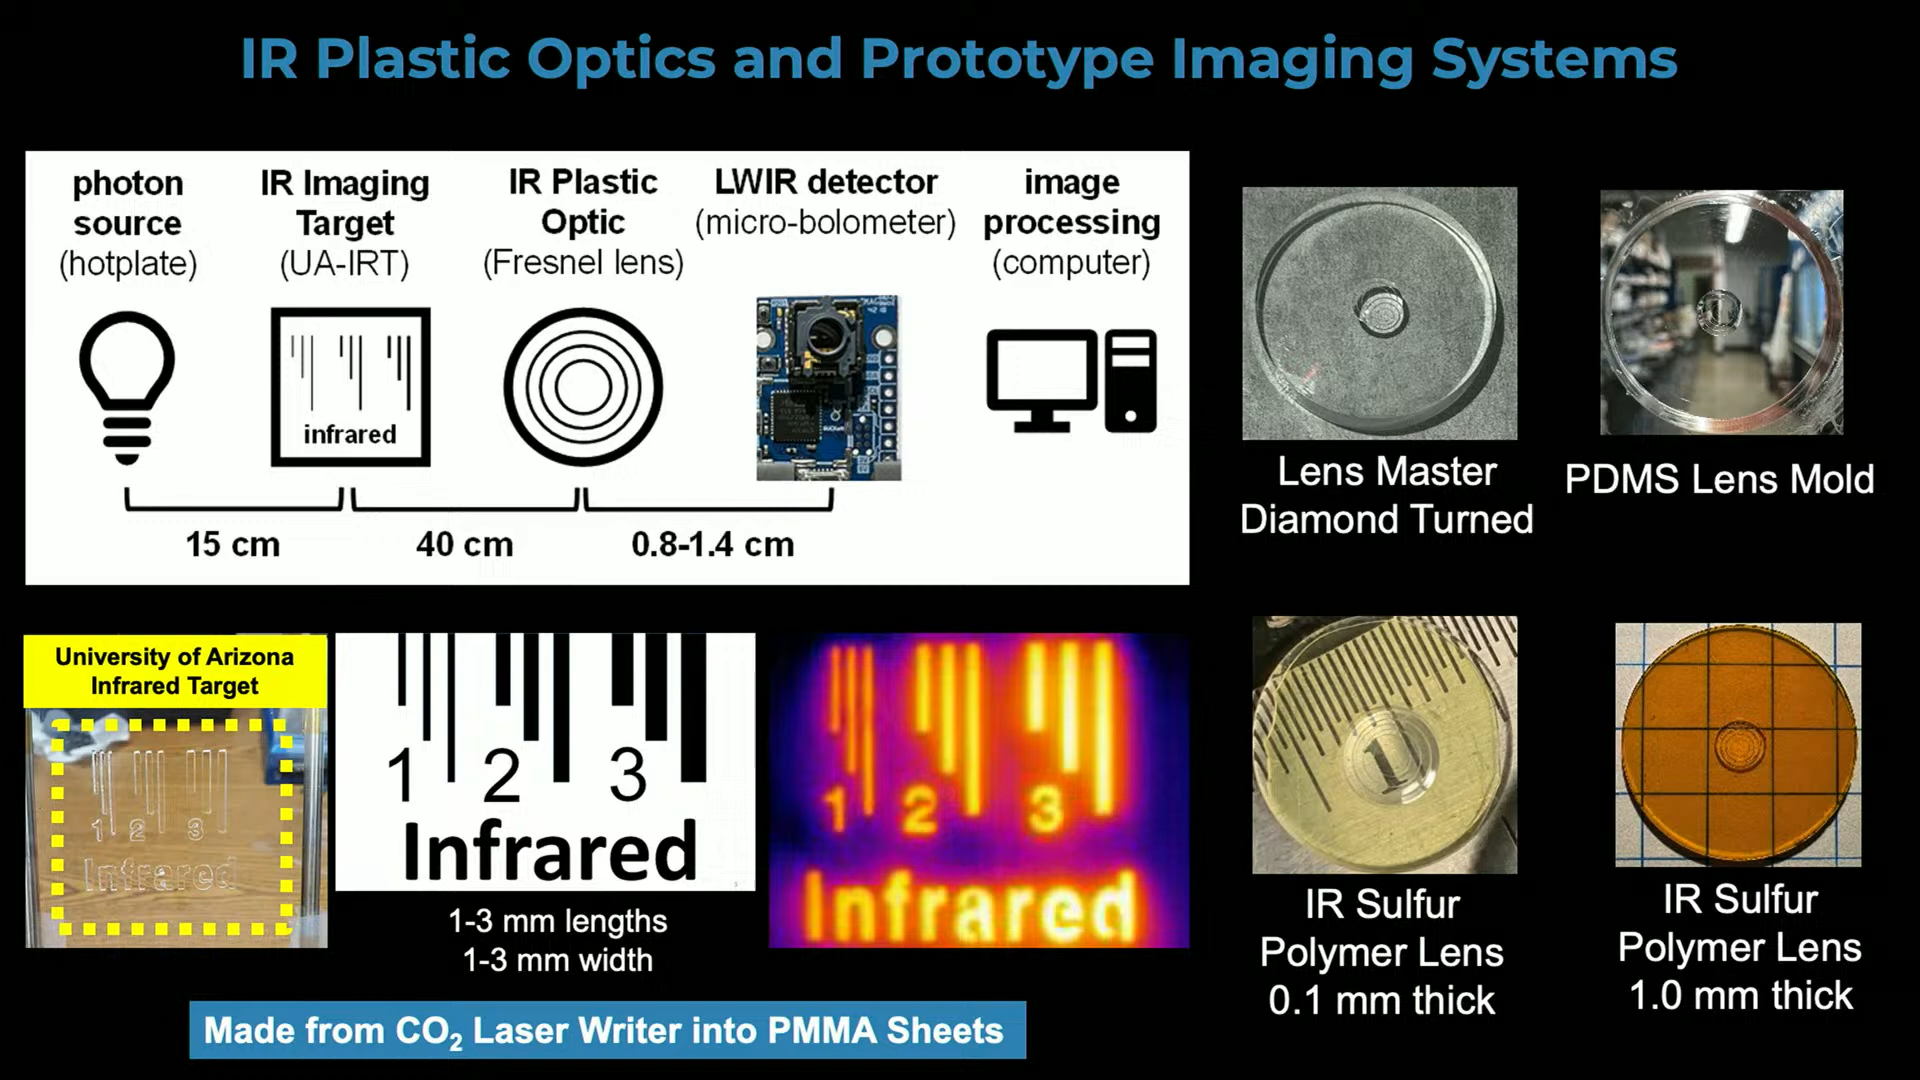 IR Plastic Optics and Prototype Imaging Systems
photon
source
(hotplate)
IR Imaging
Target
(UA-IRT)
IR Plastic
Optic
(Fresnel lens)
LWIR detector
(micro-bolometer)
image
processing
(computer)
infrared
15 cm
40 cm
0.8-1.4 cm
Lens Master
Diamond Turned
PDMS Lens Mold
University of Arizona
Infrared Target
1 2 3
Infrared
1 2 3
Infrared
1-3 mm lengths
1-3 mm width
1 2 3
Infrared
1
IR Sulfur
Polymer Lens
0.1 mm thick
IR Sulfur
Polymer Lens
1.0 mm thick
Made from CO₂ Laser Writer into PMMA Sheets